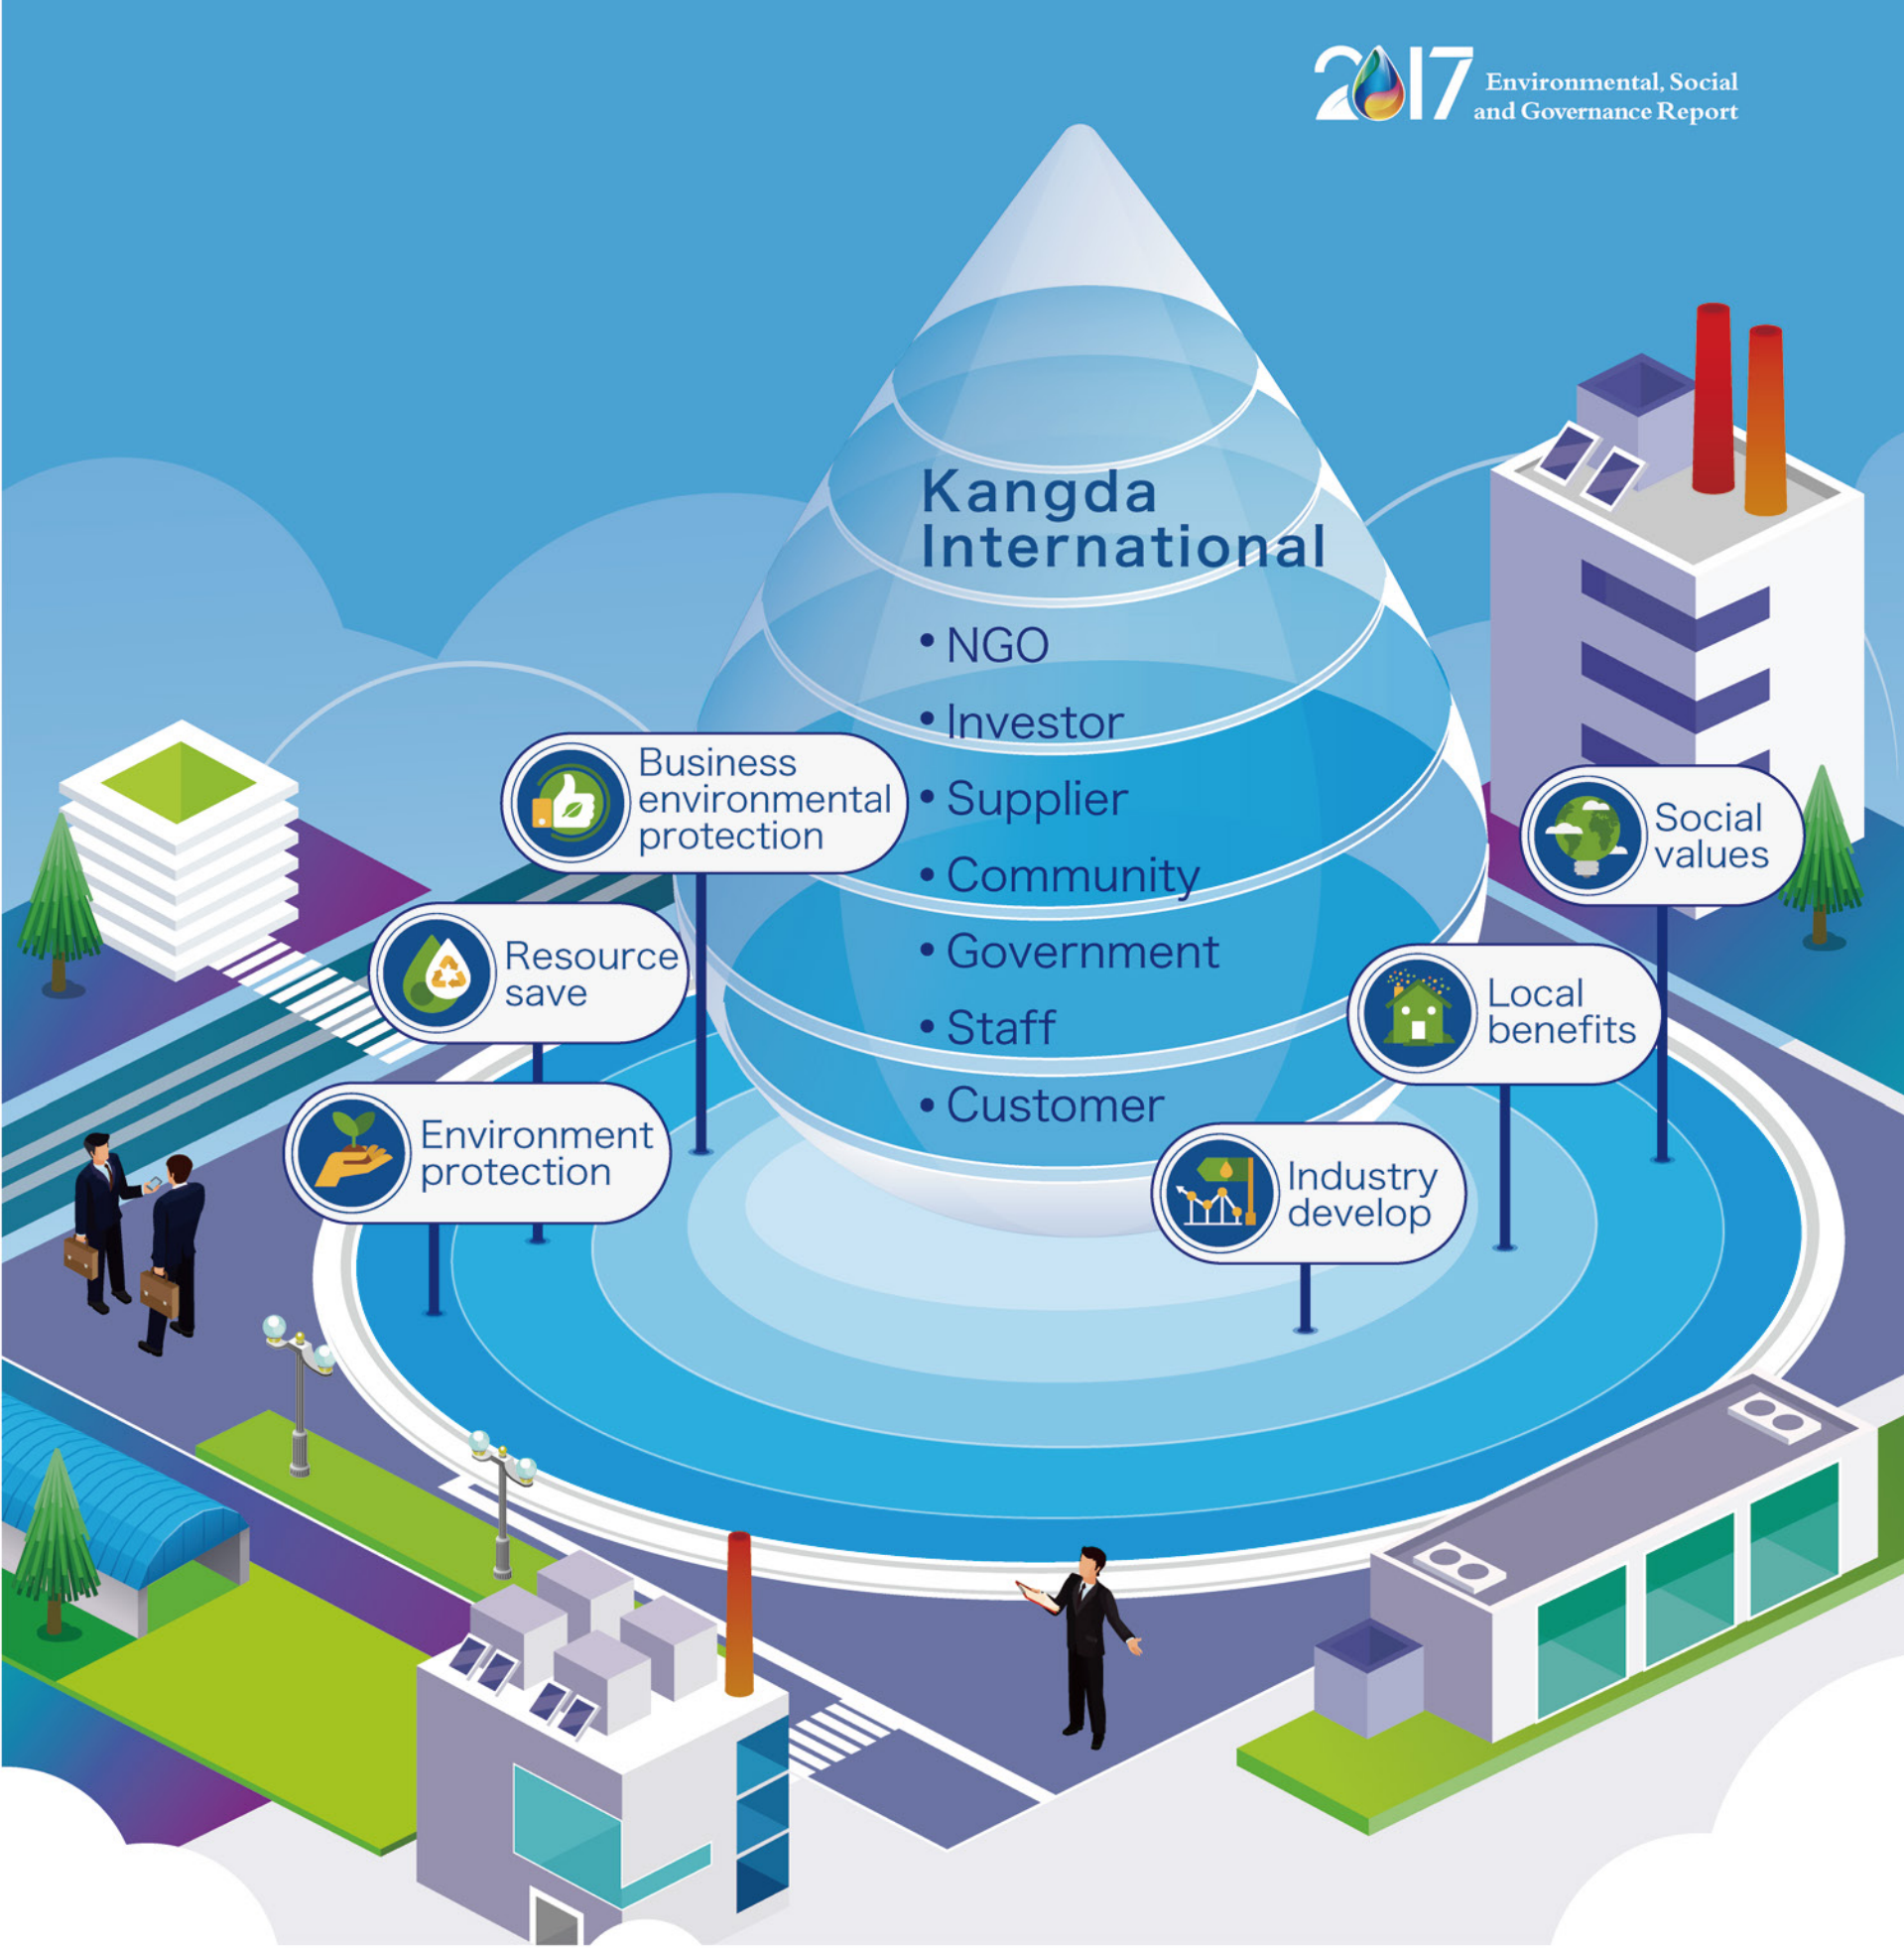 2017 Environmental, Social
and Governance Report
Kangda
International
• NGO
• Investor
• Supplier
• Community
• Government
• Staff
• Customer
Business
environmental
protection
Resource
save
Environment
protection
Social
values
Local
benefits
Industry
develop